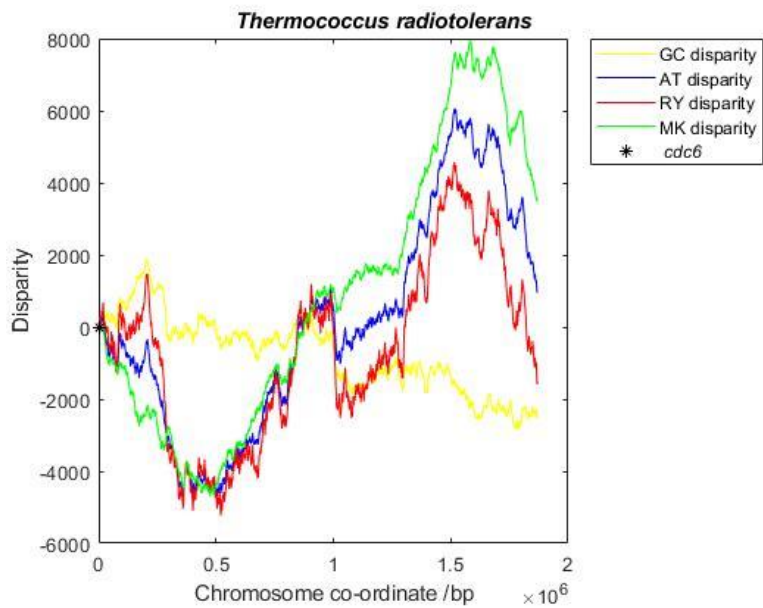 Thermococcus radiotolerans
8000
6000
4000
2000
0
-2000
-4000
-6000
Disparity
0
0.5
1
1.5
2
×10⁶
Chromosome co-ordinate /bp
GC disparity
AT disparity
RY disparity
MK disparity
cdc6